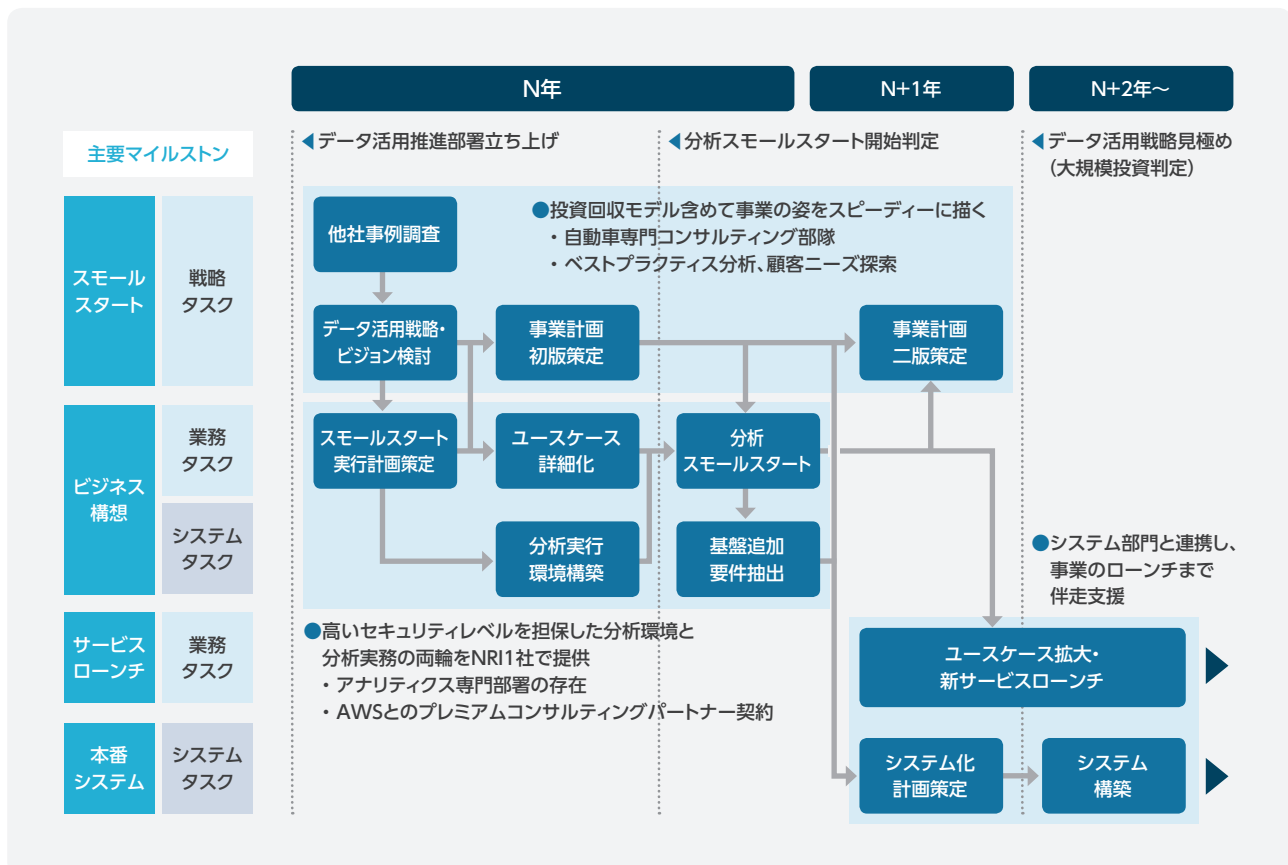 N年
N+1年
N+2年~
主要マイルストン
データ活用推進部署立ち上げ
分析スモールスタート開始判定
データ活用戦略見極め
(大規模投資判定)
スモール
スタート
戦略
タスク
他社事例調査
●投資回収モデル含めて事業の姿をスピーディーに描く
・自動車専門コンサルティング部隊
・ベストプラクティス分析、顧客ニーズ探索
データ活用戦略・
ビジョン検討
事業計画
初版策定
事業計画
二版策定
ビジネス
構想
業務
タスク
スモールスタート
実行計画策定
ユースケース
詳細化
分析
スモールスタート
システム
タスク
分析実行
環境構築
基盤追加
要件抽出
●システム部門と連携し、
事業のローンチまで
伴走支援
サービス
ローンチ
業務
タスク
●高いセキュリティレベルを担保した分析環境と
分析実務の両輪をNRI1社で提供
・アナリティクス専門部署の存在
・AWSとのプレミアムコンサルティングパートナー契約
ユースケース拡大・
新サービスローンチ
本番
システム
システム
タスク
システム化
計画策定
システム
構築